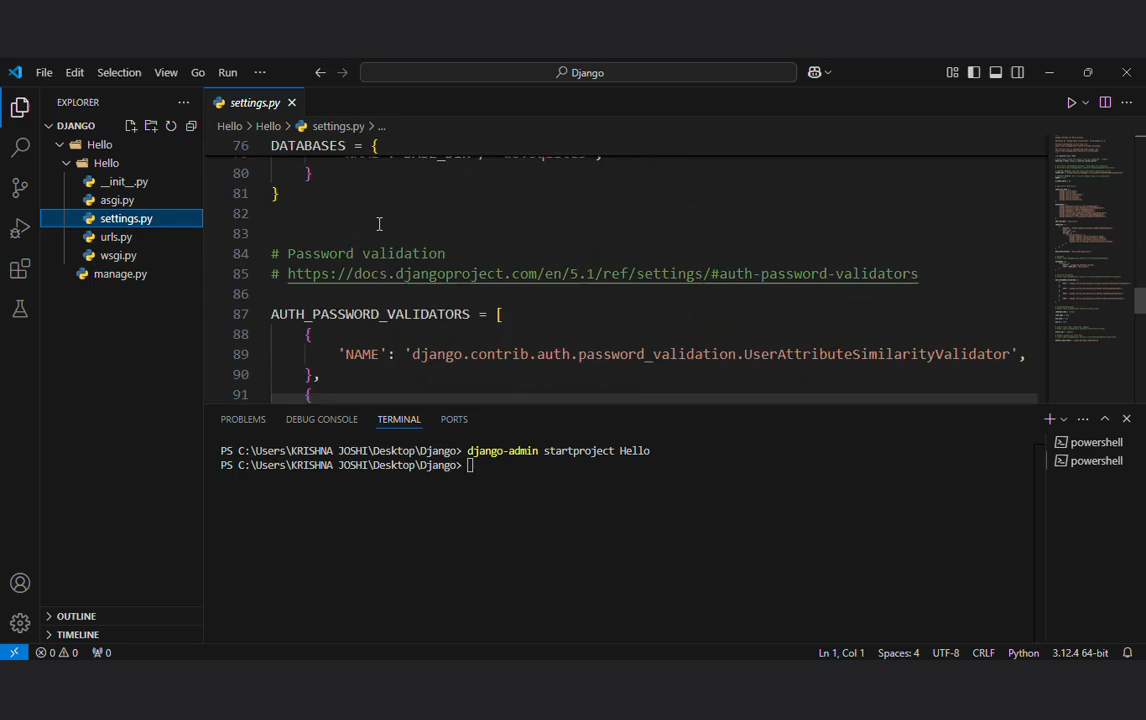 File Edit Selection View Go Run ··· Django
EXPLORER ···
settings.py
DJANGO
Hello > Hello > settings.py > ...
Hello
Hello
__init__.py
asgi.py
settings.py
urls.py
wsgi.py
manage.py
76 DATABASES = {
80 }
81 }
82
83
84 # Password validation
85 # https://docs.djangoproject.com/en/5.1/ref/settings/#auth-password-validators
86
87 AUTH_PASSWORD_VALIDATORS = [
88 {
89 'NAME': 'django.contrib.auth.password_validation.UserAttributeSimilarityValidator',
90 },
91 {
PROBLEMS DEBUG CONSOLE TERMINAL PORTS
PS C:\Users\KRISHNA JOSHI\Desktop\Django> django-admin startproject Hello
PS C:\Users\KRISHNA JOSHI\Desktop\Django>
powershell
powershell
OUTLINE
TIMELINE
0 0 0 Ln 1, Col 1 Spaces: 4 UTF-8 CRLF Python 3.12.4 64-bit